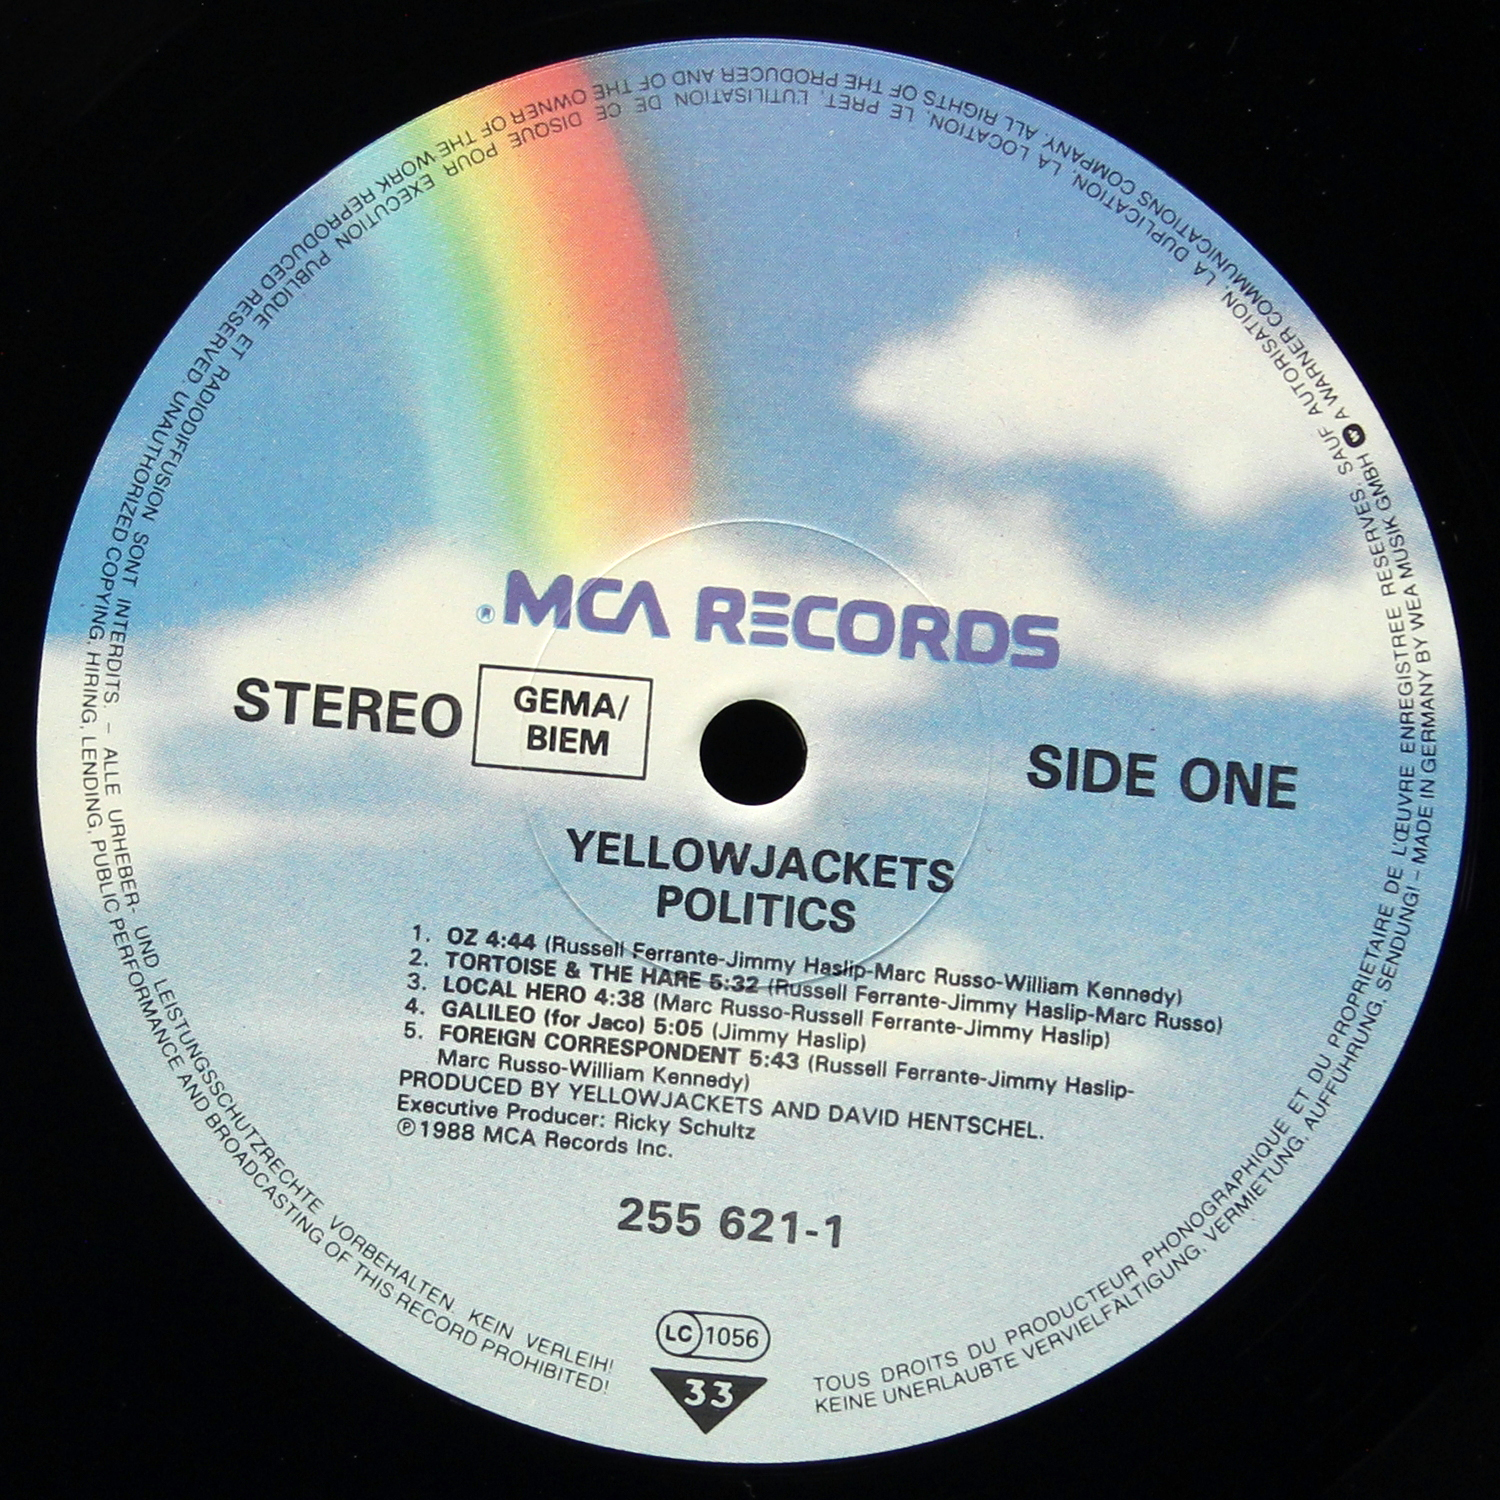 ® MCA RECORDS
STEREO
GEMA/
BIEM
SIDE ONE
YELLOWJACKETS
POLITICS
1. OZ 4:44 (Russell Ferrante-Jimmy Haslip-Marc Russo-William Kennedy)
2. TORTOISE & THE HARE 5:32 (Russell Ferrante-Jimmy Haslip-Marc Russo)
3. LOCAL HERO 4:38 (Marc Russo-Russell Ferrante-Jimmy Haslip)
4. GALILEO (for Jaco) 5:05 (Jimmy Haslip)
5. FOREIGN CORRESPONDENT 5:43 (Russell Ferrante-Jimmy Haslip-
Marc Russo-William Kennedy)
PRODUCED BY YELLOWJACKETS AND DAVID HENTSCHEL.
Executive Producer: Ricky Schultz
℗1988 MCA Records Inc.
255 621-1
LC 1056
33
TOUS DROITS DU PRODUCTEUR PHONOGRAPHIQUE ET DU PROPRIETAIRE DE L'ŒUVRE ENREGISTREE RESERVES. SAUF AUTORISATION, LA DUPLICATION, LA LOCATION, LE PRET, L'UTILISATION DE CE DISQUE POUR EXECUTION PUBLIQUE ET RADIODIFFUSION SONT INTERDITS. – ALLE URHEBER- UND LEISTUNGSSCHUTZRECHTE VORBEHALTEN. KEIN VERLEIH!
KEINE UNERLAUBTE VERVIELFÄLTIGUNG, VERMIETUNG, AUFFÜHRUNG, SENDUNG! – MADE IN GERMANY BY WEA MUSIK GMBH A WARNER COMMUNICATIONS COMPANY. ALL RIGHTS OF THE PRODUCER AND OF THE OWNER OF THE WORK REPRODUCED RESERVED. UNAUTHORIZED COPYING, HIRING, LENDING, PUBLIC PERFORMANCE AND BROADCASTING OF THIS RECORD PROHIBITED!